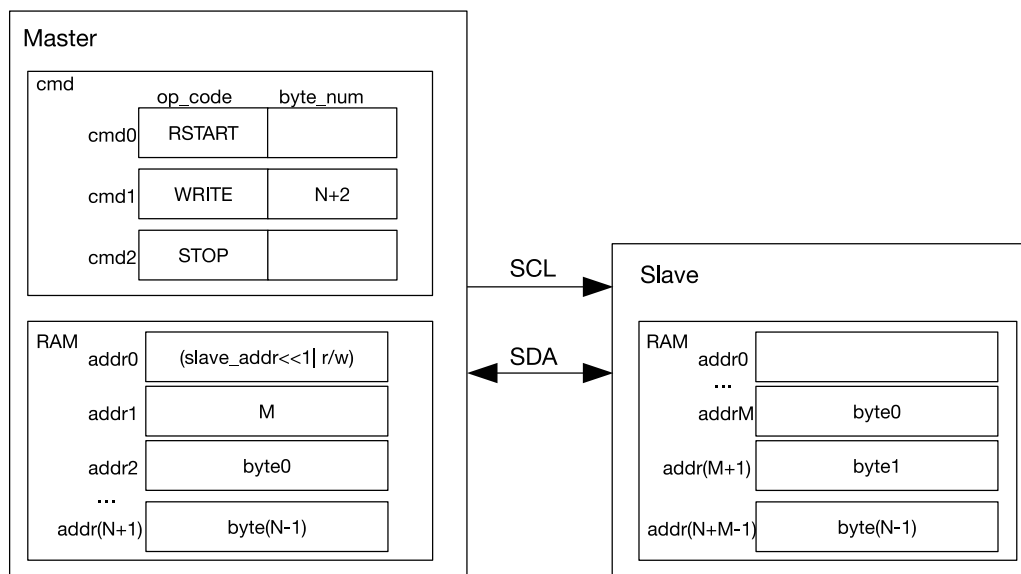 Master
cmd
op_code byte_num
cmd0 RSTART
cmd1 WRITE N+2
cmd2 STOP
SCL
SDA
RAM
addr0 (slave_addr<<1| r/w)
addr1 M
addr2 byte0
...
addr(N+1) byte(N-1)
Slave
RAM
addr0
...
addrM byte0
addr(M+1) byte1
addr(N+M-1) byte(N-1)